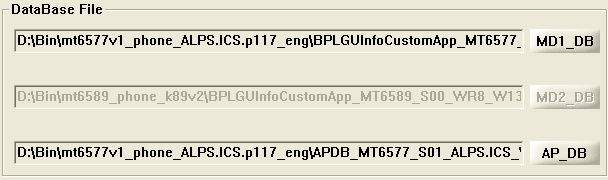 DataBase File
D:\Bin\mt6577v1_phone_ALPS.ICS.p117_eng\BPLGUInfoCustomApp_MT6577_ MD1_DB
D:\Bin\mt6589_phone_k89v2\BPLGUInfoCustomApp_MT6589_S00_WR8_W13 MD2_DB
D:\Bin\mt6577v1_phone_ALPS.ICS.p117_eng\APDB_MT6577_S01_ALPS.ICS_ AP_DB